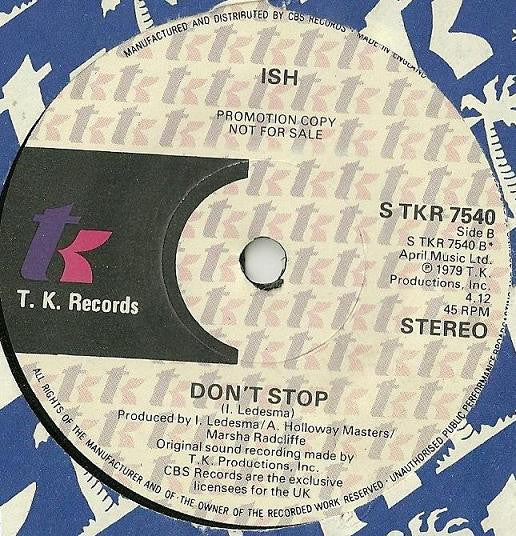 MANUFACTURED AND DISTRIBUTED BY CBS RECORDS · MADE IN ENGLAND
ISH
PROMOTION COPY
NOT FOR SALE
S TKR 7540
Side B
S TKR 7540 B*
April Music Ltd.
℗ 1979 T.K.
Productions, Inc.
4.12
45 RPM
STEREO
tk
T. K. Records
DON'T STOP
(I. Ledesma)
Produced by I. Ledesma/A. Holloway Masters/
Marsha Radcliffe
Original sound recording made by
T.K. Productions, Inc.
CBS Records are the exclusive
licensees for the UK
ALL RIGHTS OF THE MANUFACTURER AND OF THE OWNER OF THE RECORDED WORK RESERVED · UNAUTHORISED PUBLIC PERFORMANCE BROADCASTING